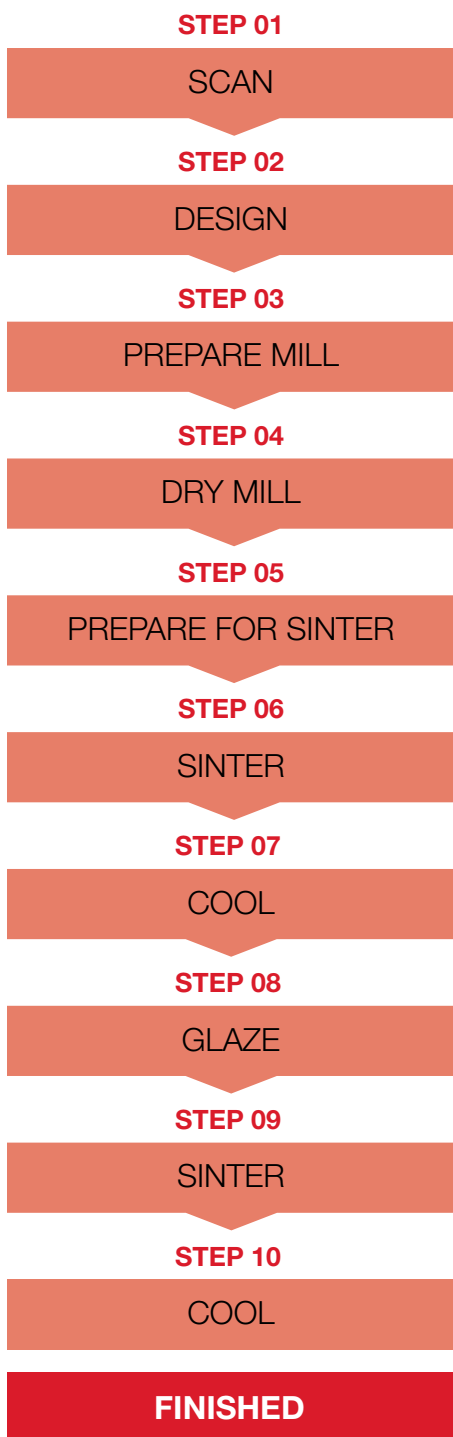 STEP 01
SCAN
STEP 02
DESIGN
STEP 03
PREPARE MILL
STEP 04
DRY MILL
STEP 05
PREPARE FOR SINTER
STEP 06
SINTER
STEP 07
COOL
STEP 08
GLAZE
STEP 09
SINTER
STEP 10
COOL
FINISHED